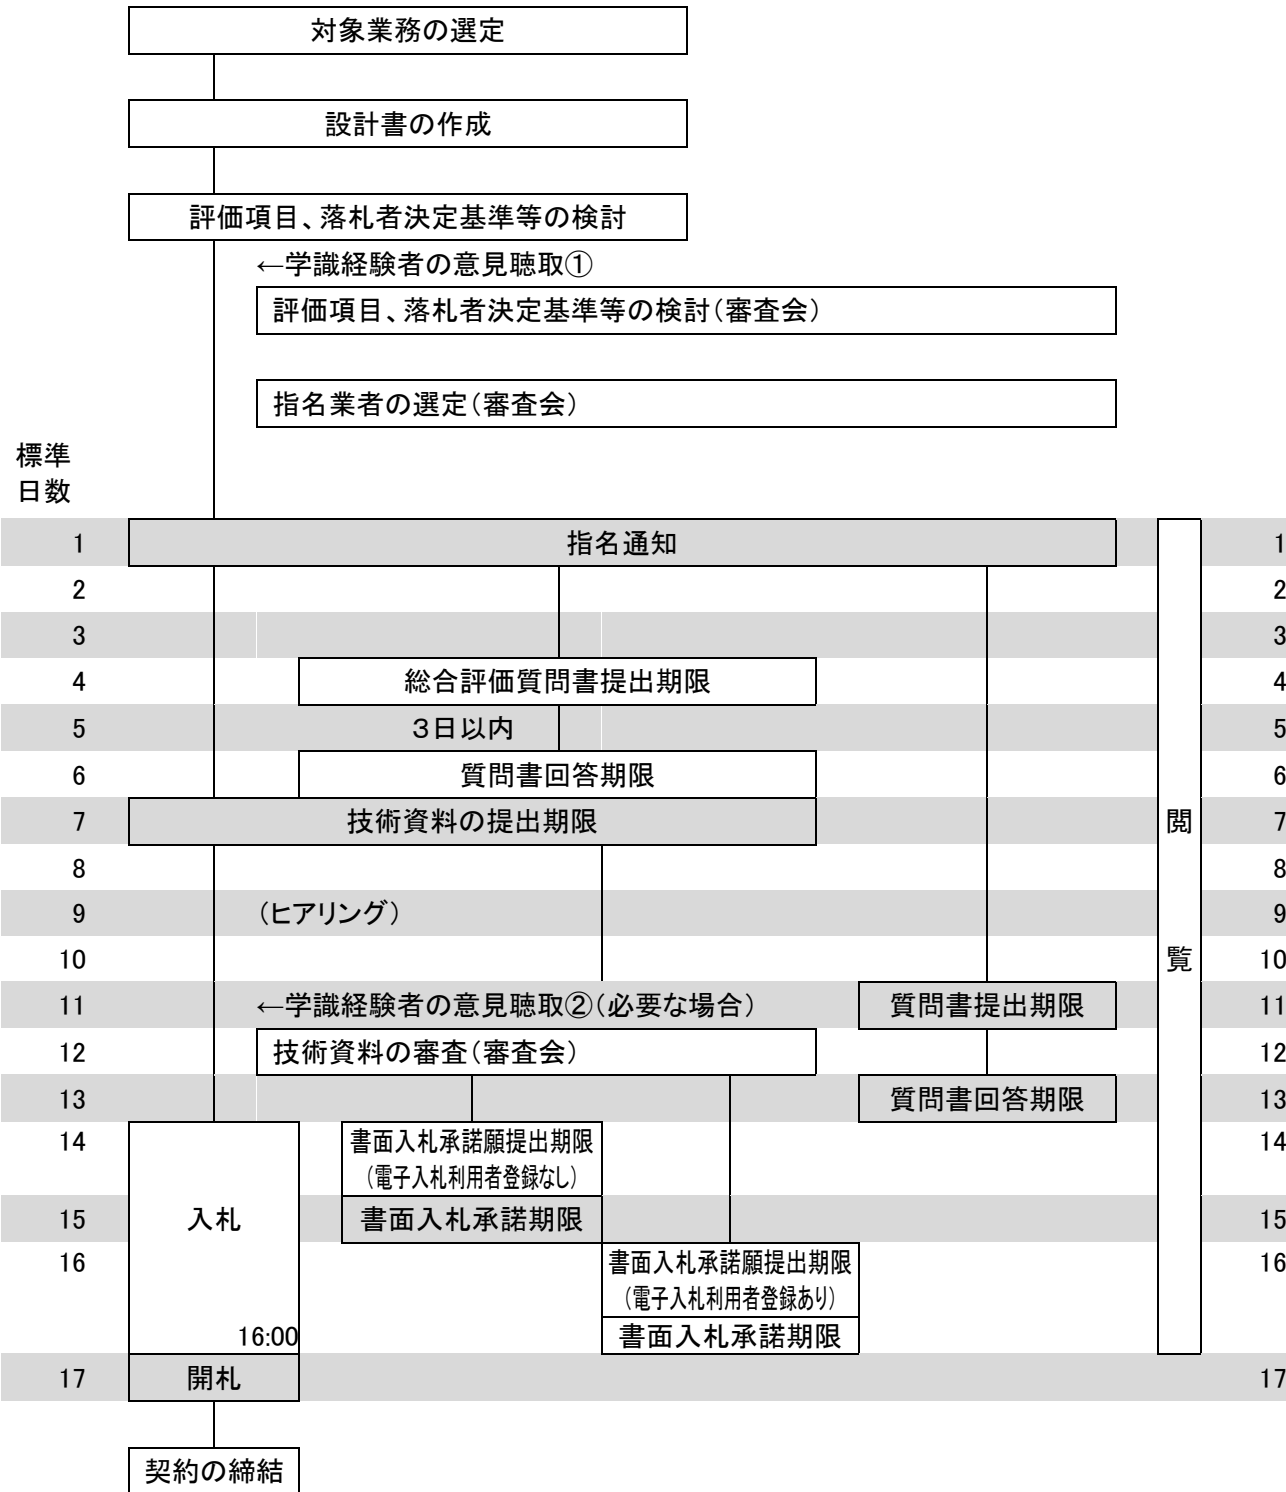 対象業務の選定
設計書の作成
評価項目、落札者決定基準等の検討
←学識経験者の意見聴取①
評価項目、落札者決定基準等の検討（審査会）
指名業者の選定（審査会）
標準
日数
1 指名通知 1
2 2
3 3
4 総合評価質問書提出期限 4
5 3日以内 5
6 質問書回答期限 6
7 技術資料の提出期限 閲 7
8 8
9 （ヒアリング） 9
10 覧 10
11 ←学識経験者の意見聴取②（必要な場合） 質問書提出期限 11
12 技術資料の審査（審査会） 12
13 質問書回答期限 13
14 書面入札承諾願提出期限 14
（電子入札利用者登録なし）
15 入札 書面入札承諾期限 15
16 書面入札承諾願提出期限 16
（電子入札利用者登録あり）
16:00 書面入札承諾期限
17 開札 17
契約の締結